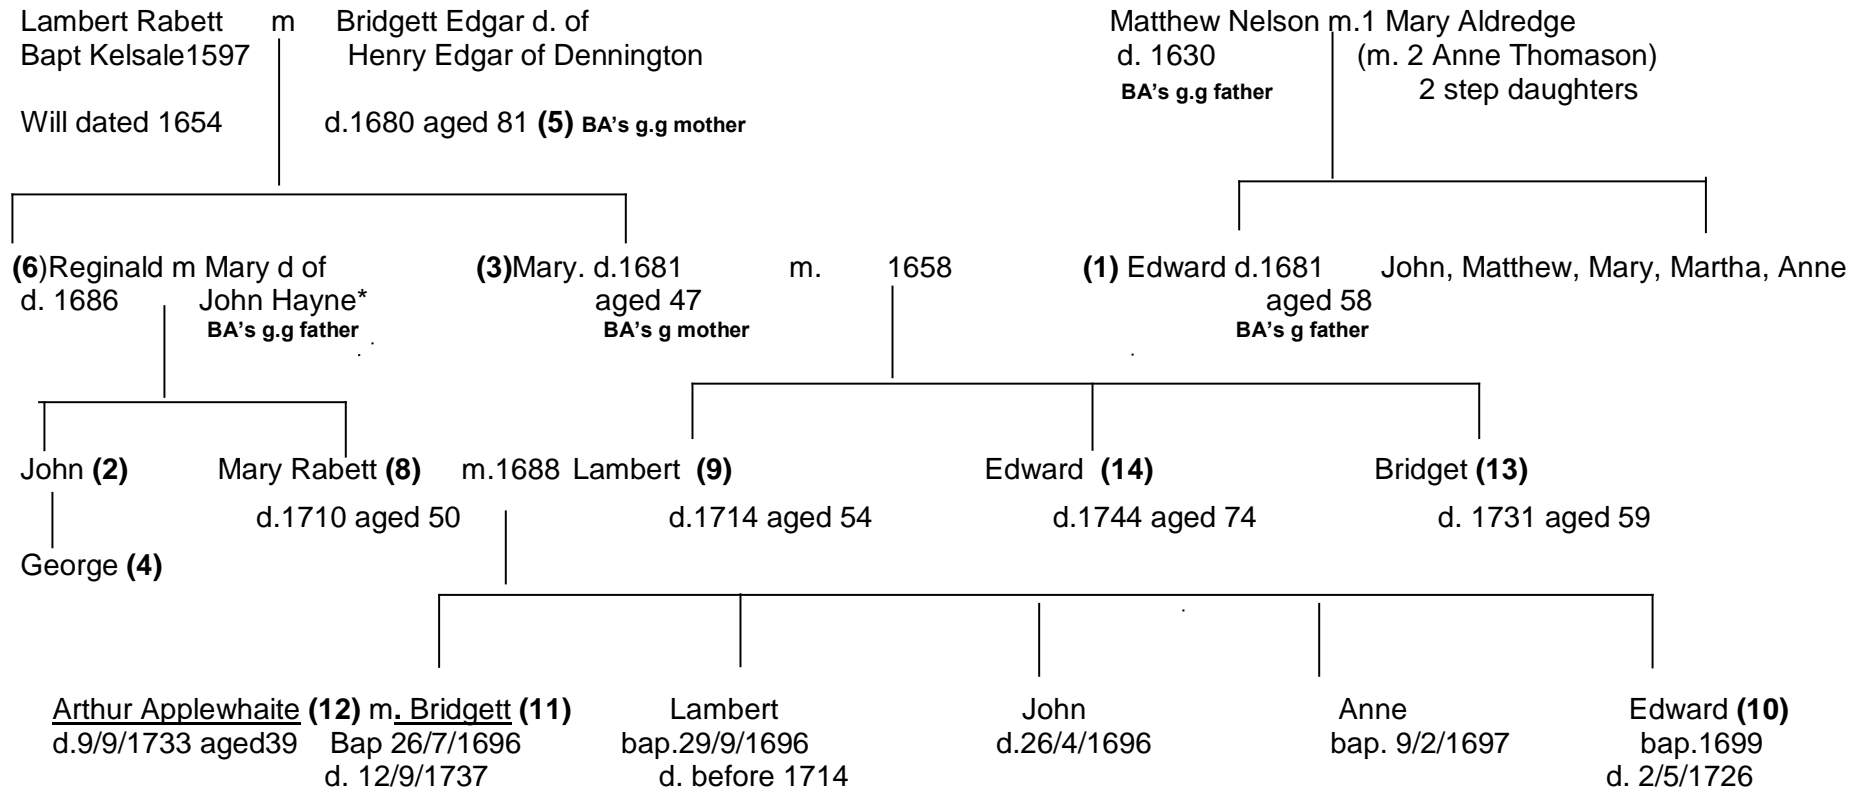 Lambert Rabett m Bridgett Edgar d. of Matthew Nelson m.1 Mary Aldredge
Bapt Kelsale1597 Henry Edgar of Dennington d. 1630 (m. 2 Anne Thomason)
BA's g.g father 2 step daughters
Will dated 1654 d.1680 aged 81 (5) BA's g.g mother
(6)Reginald m Mary d of (3)Mary. d.1681 m. 1658 (1) Edward d.1681 John, Matthew, Mary, Martha, Anne
d. 1686 John Hayne* aged 47 aged 58
BA's g.g father BA's g mother BA's g father
John (2) Mary Rabett (8) m.1688 Lambert (9) Edward (14) Bridget (13)
d.1710 aged 50 d.1714 aged 54 d.1744 aged 74 d. 1731 aged 59
George (4)
Arthur Applewhaite (12) m. Bridgett (11) Lambert John Anne Edward (10)
d.9/9/1733 aged39 Bap 26/7/1696 bap.29/9/1696 d.26/4/1696 bap. 9/2/1697 bap.1699
d. 12/9/1737 d. before 1714 d. 2/5/1726